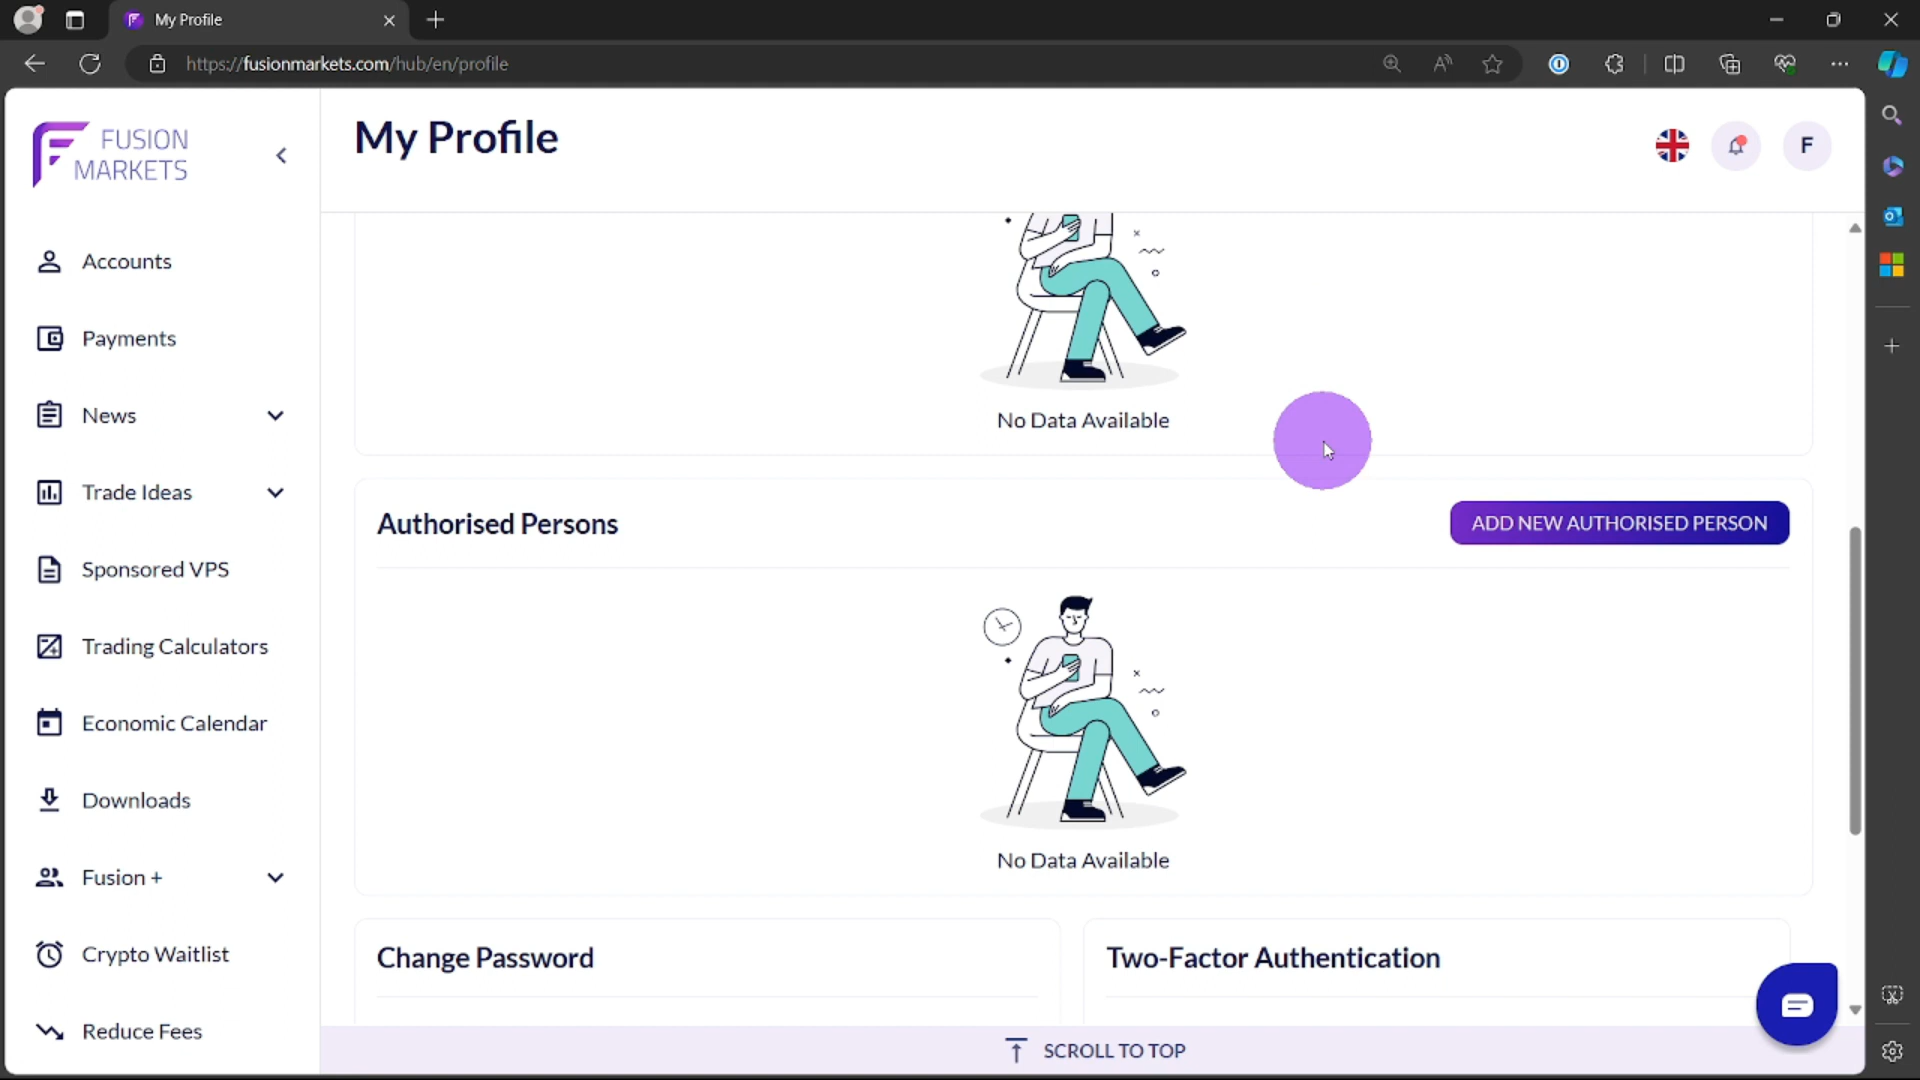 My Profile
https://fusionmarkets.com/hub/en/profile
FUSION
MARKETS
My Profile
F
Accounts
Payments
News
Trade Ideas
Sponsored VPS
Trading Calculators
Economic Calendar
Downloads
Fusion +
Crypto Waitlist
Reduce Fees
No Data Available
Authorised Persons
ADD NEW AUTHORISED PERSON
No Data Available
Change Password
Two-Factor Authentication
SCROLL TO TOP